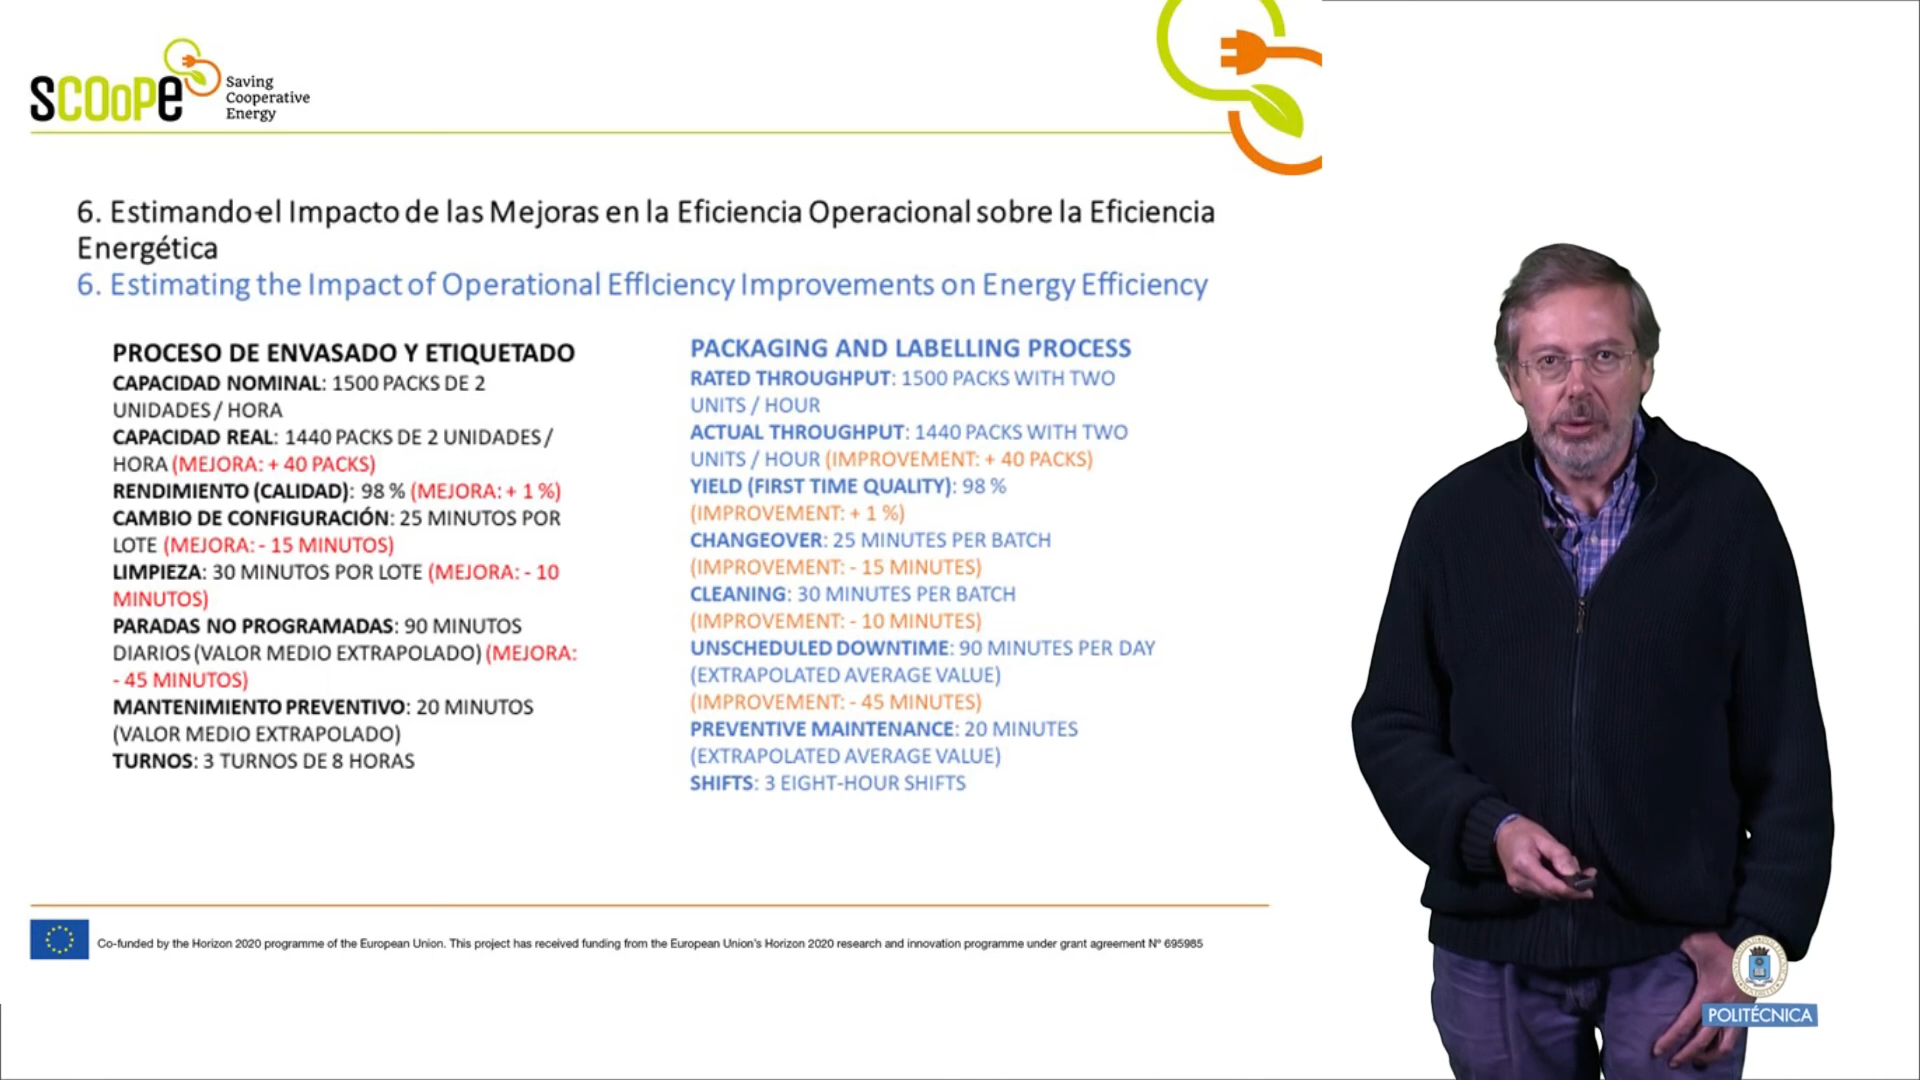 SCOoPE
Saving
Cooperative
Energy
6. Estimando el Impacto de las Mejoras en la Eficiencia Operacional sobre la Eficiencia
Energética
6. Estimating the Impact of Operational EffIciency Improvements on Energy Efficiency
PROCESO DE ENVASADO Y ETIQUETADO
CAPACIDAD NOMINAL: 1500 PACKS DE 2
UNIDADES / HORA
CAPACIDAD REAL: 1440 PACKS DE 2 UNIDADES /
HORA (MEJORA: + 40 PACKS)
RENDIMIENTO (CALIDAD): 98 % (MEJORA: + 1 %)
CAMBIO DE CONFIGURACIÓN: 25 MINUTOS POR
LOTE (MEJORA: - 15 MINUTOS)
LIMPIEZA: 30 MINUTOS POR LOTE (MEJORA: - 10
MINUTOS)
PARADAS NO PROGRAMADAS: 90 MINUTOS
DIARIOS (VALOR MEDIO EXTRAPOLADO) (MEJORA:
- 45 MINUTOS)
MANTENIMIENTO PREVENTIVO: 20 MINUTOS
(VALOR MEDIO EXTRAPOLADO)
TURNOS: 3 TURNOS DE 8 HORAS
PACKAGING AND LABELLING PROCESS
RATED THROUGHPUT: 1500 PACKS WITH TWO
UNITS / HOUR
ACTUAL THROUGHPUT: 1440 PACKS WITH TWO
UNITS / HOUR (IMPROVEMENT: + 40 PACKS)
YIELD (FIRST TIME QUALITY): 98 %
(IMPROVEMENT: + 1 %)
CHANGEOVER: 25 MINUTES PER BATCH
(IMPROVEMENT: - 15 MINUTES)
CLEANING: 30 MINUTES PER BATCH
(IMPROVEMENT: - 10 MINUTES)
UNSCHEDULED DOWNTIME: 90 MINUTES PER DAY
(EXTRAPOLATED AVERAGE VALUE)
(IMPROVEMENT: - 45 MINUTES)
PREVENTIVE MAINTENANCE: 20 MINUTES
(EXTRAPOLATED AVERAGE VALUE)
SHIFTS: 3 EIGHT-HOUR SHIFTS
Co-funded by the Horizon 2020 programme of the European Union. This project has received funding from the European Union's Horizon 2020 research and innovation programme under grant agreement Nº 695985
POLITÉCNICA